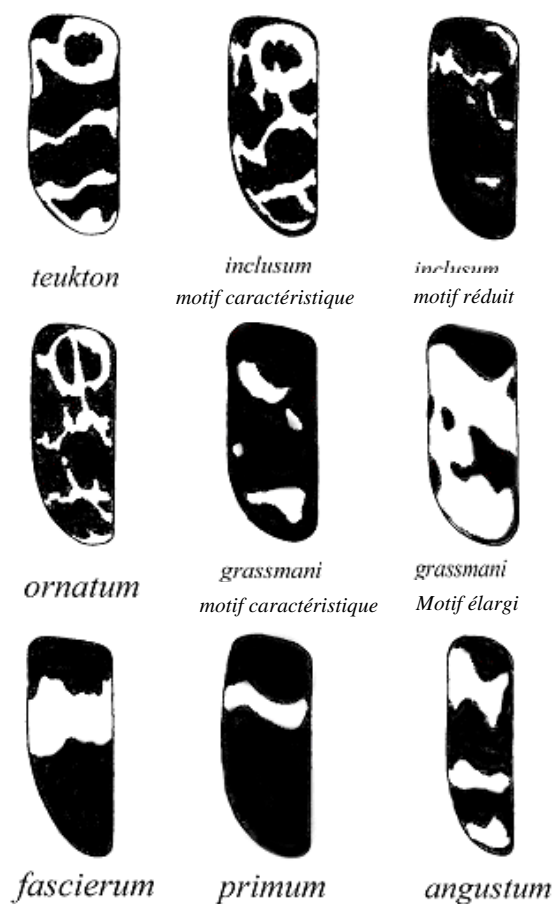 teukton
inclusum
motif caractéristique
inclusum
motif réduit
ornatum
grassmani
motif caractéristique
grassmani
Motif élargi
fascierum
primum
angustum